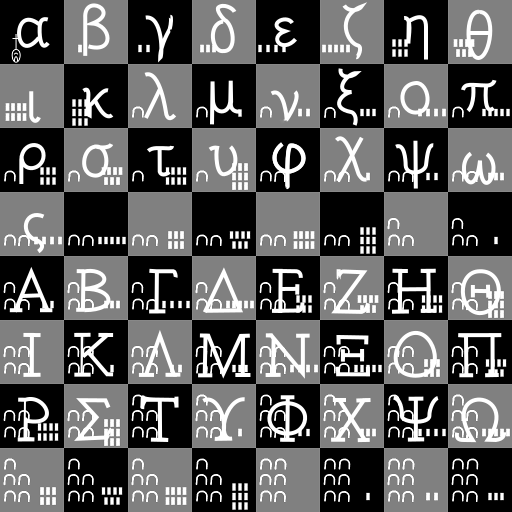 α β γ δ ε ζ η θ
ι κ λ μ ν ξ ο π
ρ σ τ υ φ χ ψ ω
ς
Α Β Γ Δ Ε Ζ Η Θ
Ι Κ Λ Μ Ν Ξ Ο Π
Ρ Σ Τ Υ Φ Χ Ψ Ω